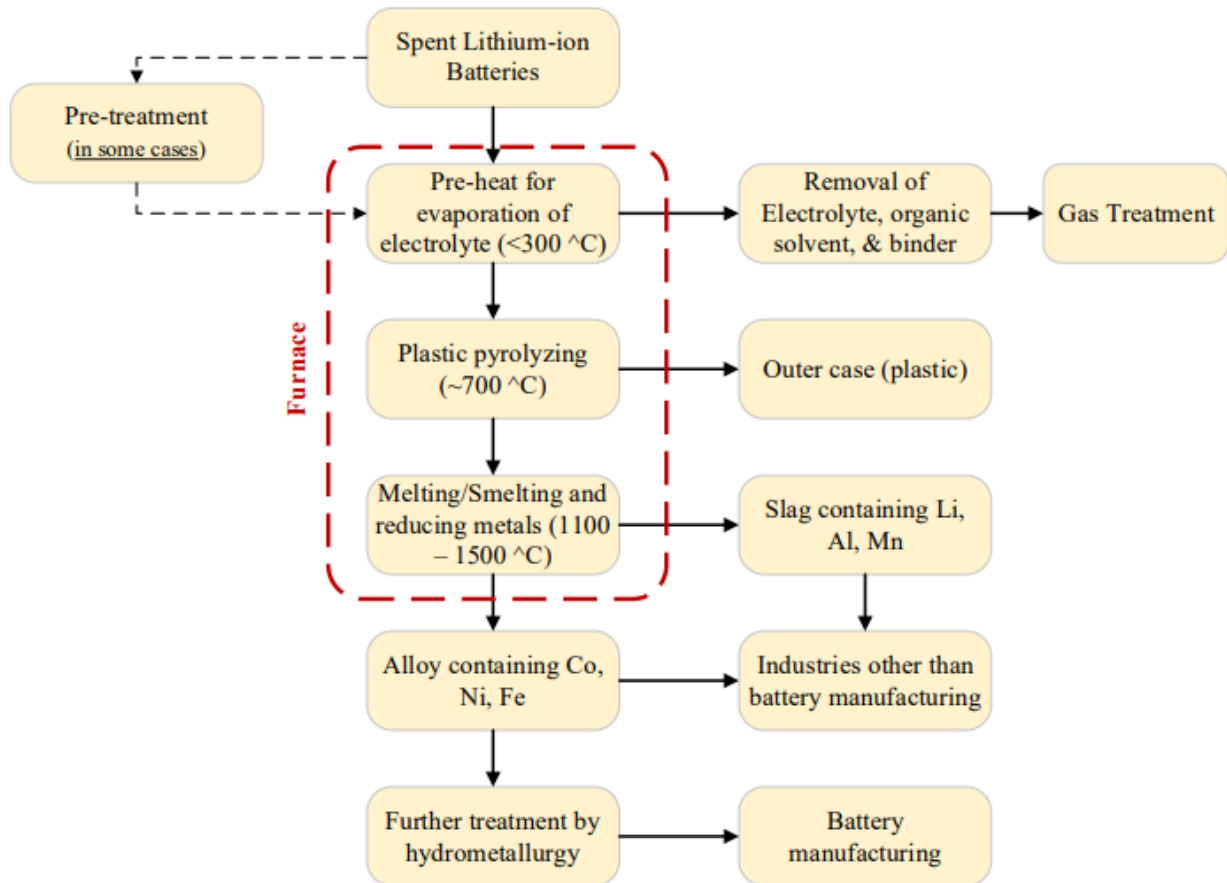 Spent Lithium-ion
Batteries
Pre-treatment
(in some cases)
Pre-heat for
evaporation of
electrolyte (<300 ^C)
Removal of
Electrolyte, organic
solvent, & binder
Gas Treatment
Furnace
Plastic pyrolyzing
(~700 ^C)
Outer case (plastic)
Melting/Smelting and
reducing metals (1100
– 1500 ^C)
Slag containing Li,
Al, Mn
Alloy containing Co,
Ni, Fe
Industries other than
battery manufacturing
Further treatment by
hydrometallurgy
Battery
manufacturing